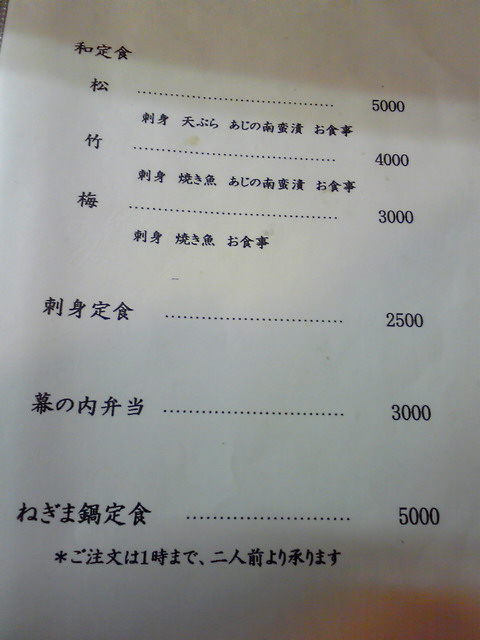 和定食
松 ................................. 5000
刺身 天ぷら あじの南蛮漬 お食事
竹 ................................. 4000
刺身 焼き魚 あじの南蛮漬 お食事
梅 ................................. 3000
刺身 焼き魚 お食事
刺身定食 ........................... 2500
幕の内弁当 ........................... 3000
ねぎま鍋定食 ......................... 5000
＊ご注文は1時まで、二人前より承ります